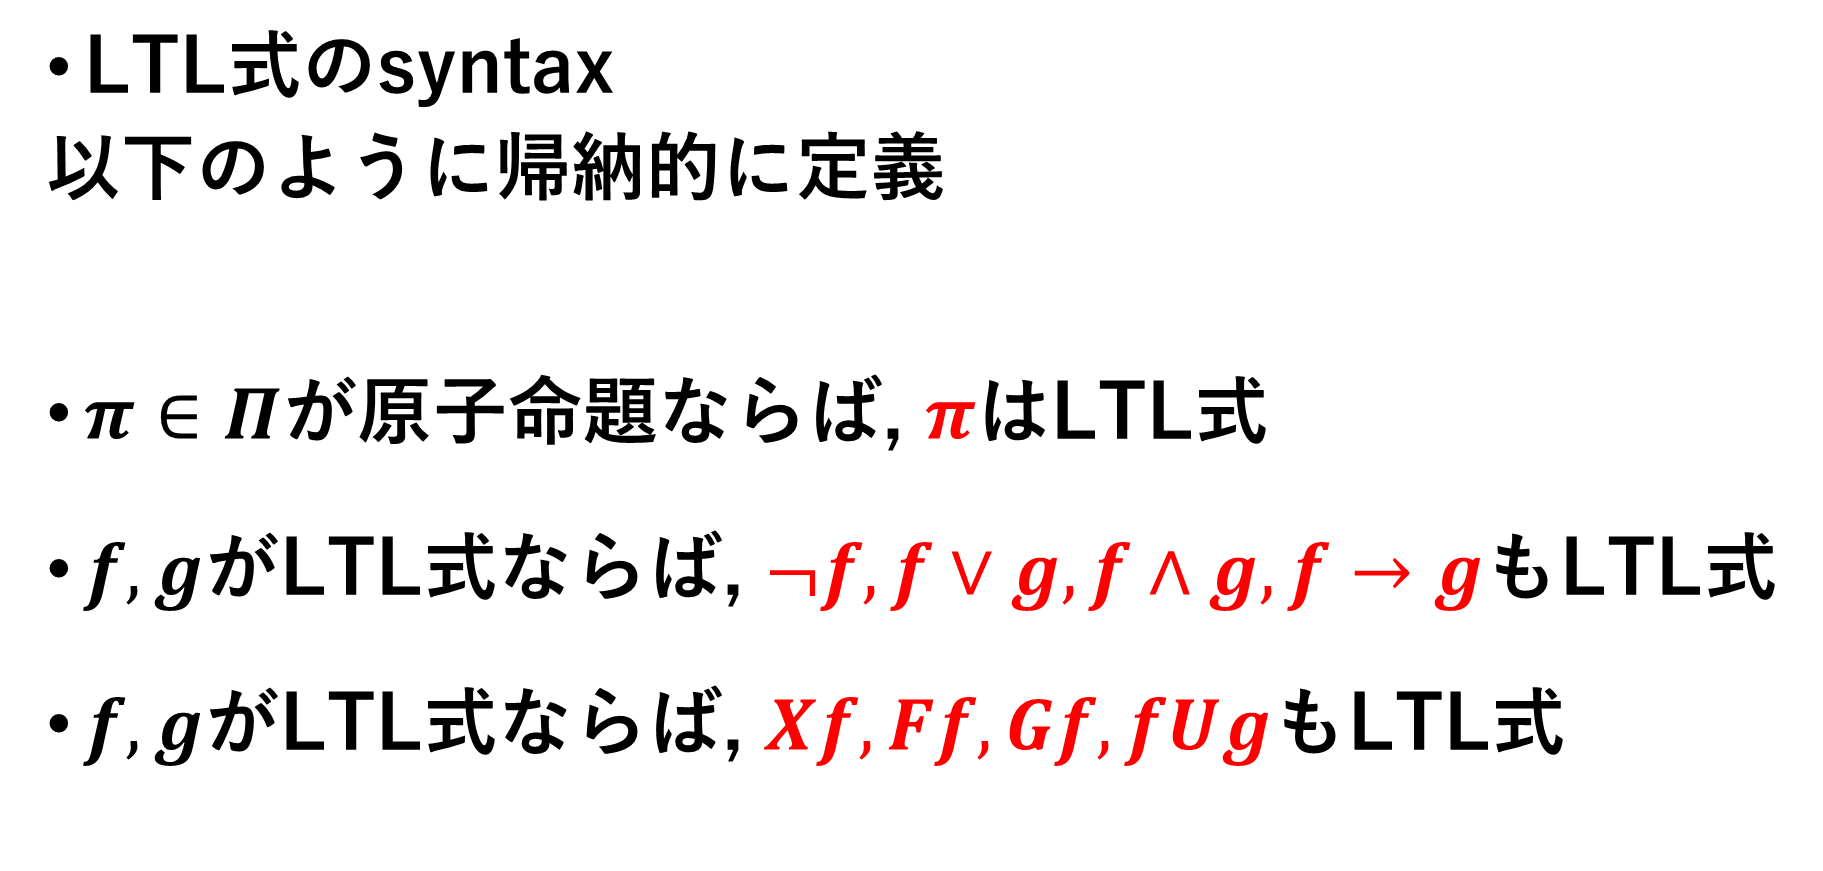 • LTL式のsyntax
以下のように帰納的に定義
• π ∈ Πが原子命題ならば, πはLTL式
• f, gがLTL式ならば, ¬f, f ∨ g, f ∧ g, f → gもLTL式
• f, gがLTL式ならば, Xf, Ff, Gf, fUgもLTL式